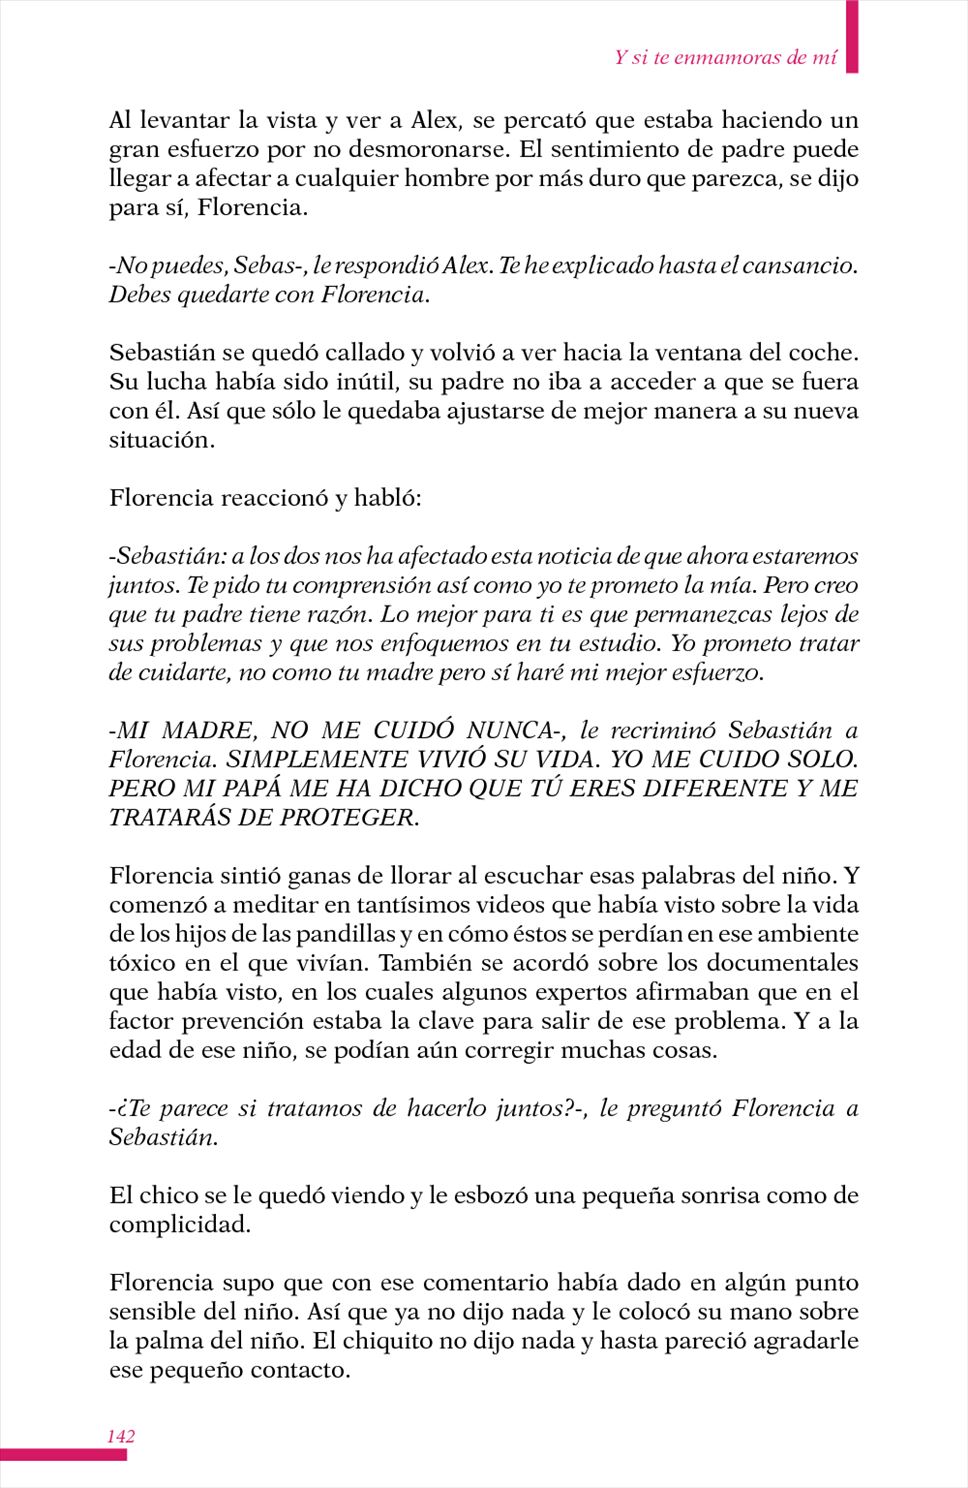 Y si te enmamoras de mí
Al levantar la vista y ver a Alex, se percató que estaba haciendo un
gran esfuerzo por no desmoronarse. El sentimiento de padre puede
llegar a afectar a cualquier hombre por más duro que parezca, se dijo
para sí, Florencia.
-No puedes, Sebas-, le respondió Alex. Te he explicado hasta el cansancio.
Debes quedarte con Florencia.
Sebastián se quedó callado y volvió a ver hacia la ventana del coche.
Su lucha había sido inútil, su padre no iba a acceder a que se fuera
con él. Así que sólo le quedaba ajustarse de mejor manera a su nueva
situación.
Florencia reaccionó y habló:
-Sebastián: a los dos nos ha afectado esta noticia de que ahora estaremos
juntos. Te pido tu comprensión así como yo te prometo la mía. Pero creo
que tu padre tiene razón. Lo mejor para ti es que permanezcas lejos de
sus problemas y que nos enfoquemos en tu estudio. Yo prometo tratar
de cuidarte, no como tu madre pero sí haré mi mejor esfuerzo.
-MI MADRE, NO ME CUIDÓ NUNCA-, le recriminó Sebastián a
Florencia. SIMPLEMENTE VIVIÓ SU VIDA. YO ME CUIDO SOLO.
PERO MI PAPÁ ME HA DICHO QUE TÚ ERES DIFERENTE Y ME
TRATARÁS DE PROTEGER.
Florencia sintió ganas de llorar al escuchar esas palabras del niño. Y
comenzó a meditar en tantísimos videos que había visto sobre la vida
de los hijos de las pandillas y en cómo éstos se perdían en ese ambiente
tóxico en el que vivían. También se acordó sobre los documentales
que había visto, en los cuales algunos expertos afirmaban que en el
factor prevención estaba la clave para salir de ese problema. Y a la
edad de ese niño, se podían aún corregir muchas cosas.
-¿Te parece si tratamos de hacerlo juntos?-, le preguntó Florencia a
Sebastián.
El chico se le quedó viendo y le esbozó una pequeña sonrisa como de
complicidad.
Florencia supo que con ese comentario había dado en algún punto
sensible del niño. Así que ya no dijo nada y le colocó su mano sobre
la palma del niño. El chiquito no dijo nada y hasta pareció agradarle
ese pequeño contacto.
142